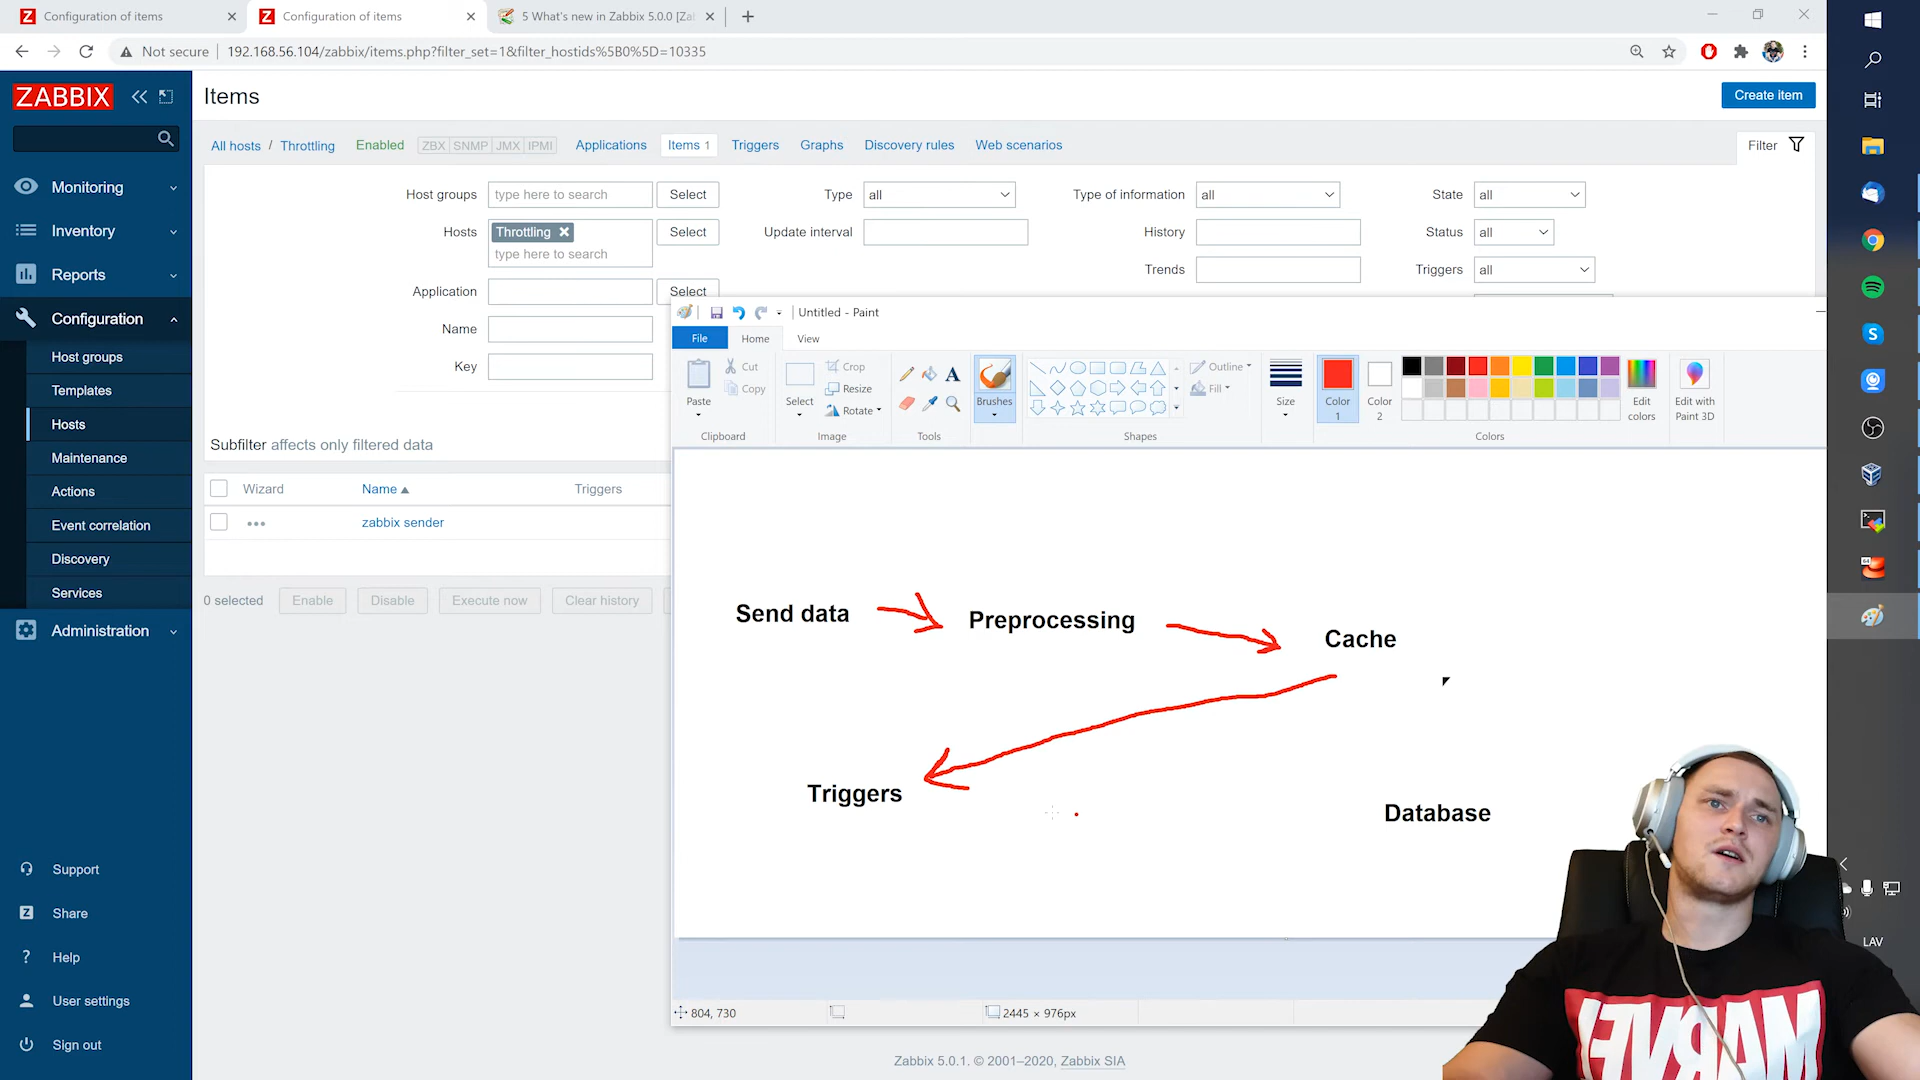 Configuration of items
Configuration of items
5 What's new in Zabbix 5.0.0 [Za
Not secure
192.168.56.104/zabbix/items.php?filter_set=1&filter_hostids%5B0%5D=10335
ZABBIX
Items
Create item
All hosts / Throttling
Enabled
ZBX SNMP JMX IPMI
Applications
Items 1
Triggers
Graphs
Discovery rules
Web scenarios
Filter
Monitoring
Inventory
Reports
Configuration
Host groups
Templates
Hosts
Maintenance
Actions
Event correlation
Discovery
Services
Administration
Support
Share
Help
User settings
Sign out
Host groups
type here to search
Select
Hosts
Throttling
type here to search
Select
Application
Select
Name
Key
Type
all
Update interval
Type of information
all
History
Trends
State
all
Status
all
Triggers
all
Subfilter affects only filtered data
Wizard
Name
Triggers
zabbix sender
0 selected
Enable
Disable
Execute now
Clear history
Untitled - Paint
File
Home
View
Paste
Cut
Copy
Clipboard
Select
Crop
Resize
Rotate
Image
Tools
Brushes
Shapes
Outline
Fill
Size
Color
1
Color
2
Edit
colors
Edit with
Paint 3D
Colors
Send data
Preprocessing
Cache
Triggers
Database
804, 730
2445 × 976px
Zabbix 5.0.1. © 2001–2020, Zabbix SIA
LAV
MARVEL